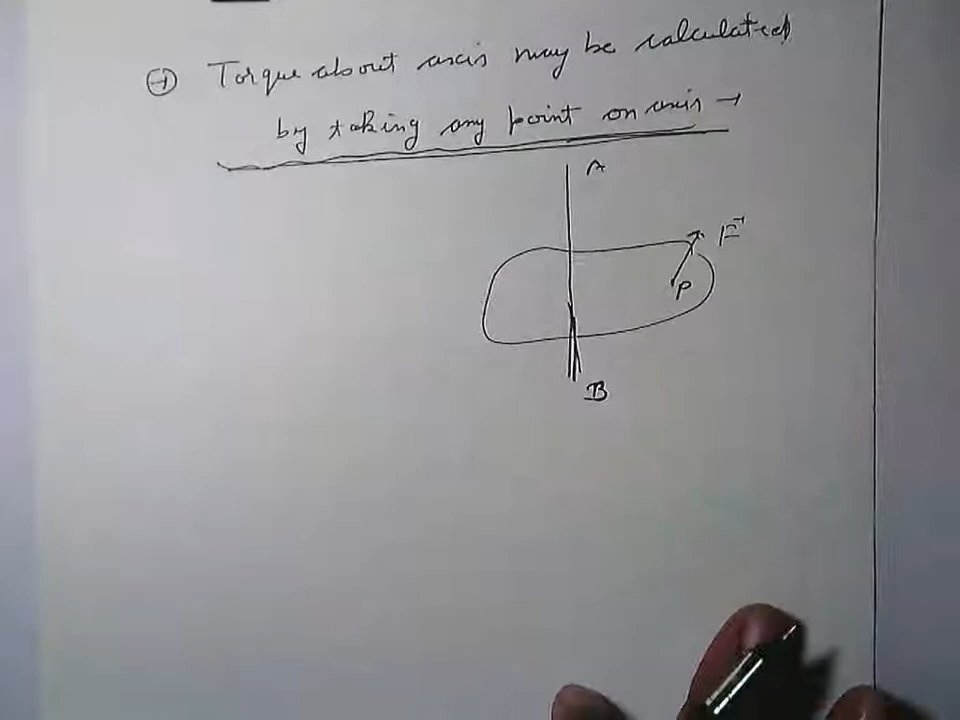 → Torque about axis may be calculated
by taking any point on axis →
A
F→
P
B